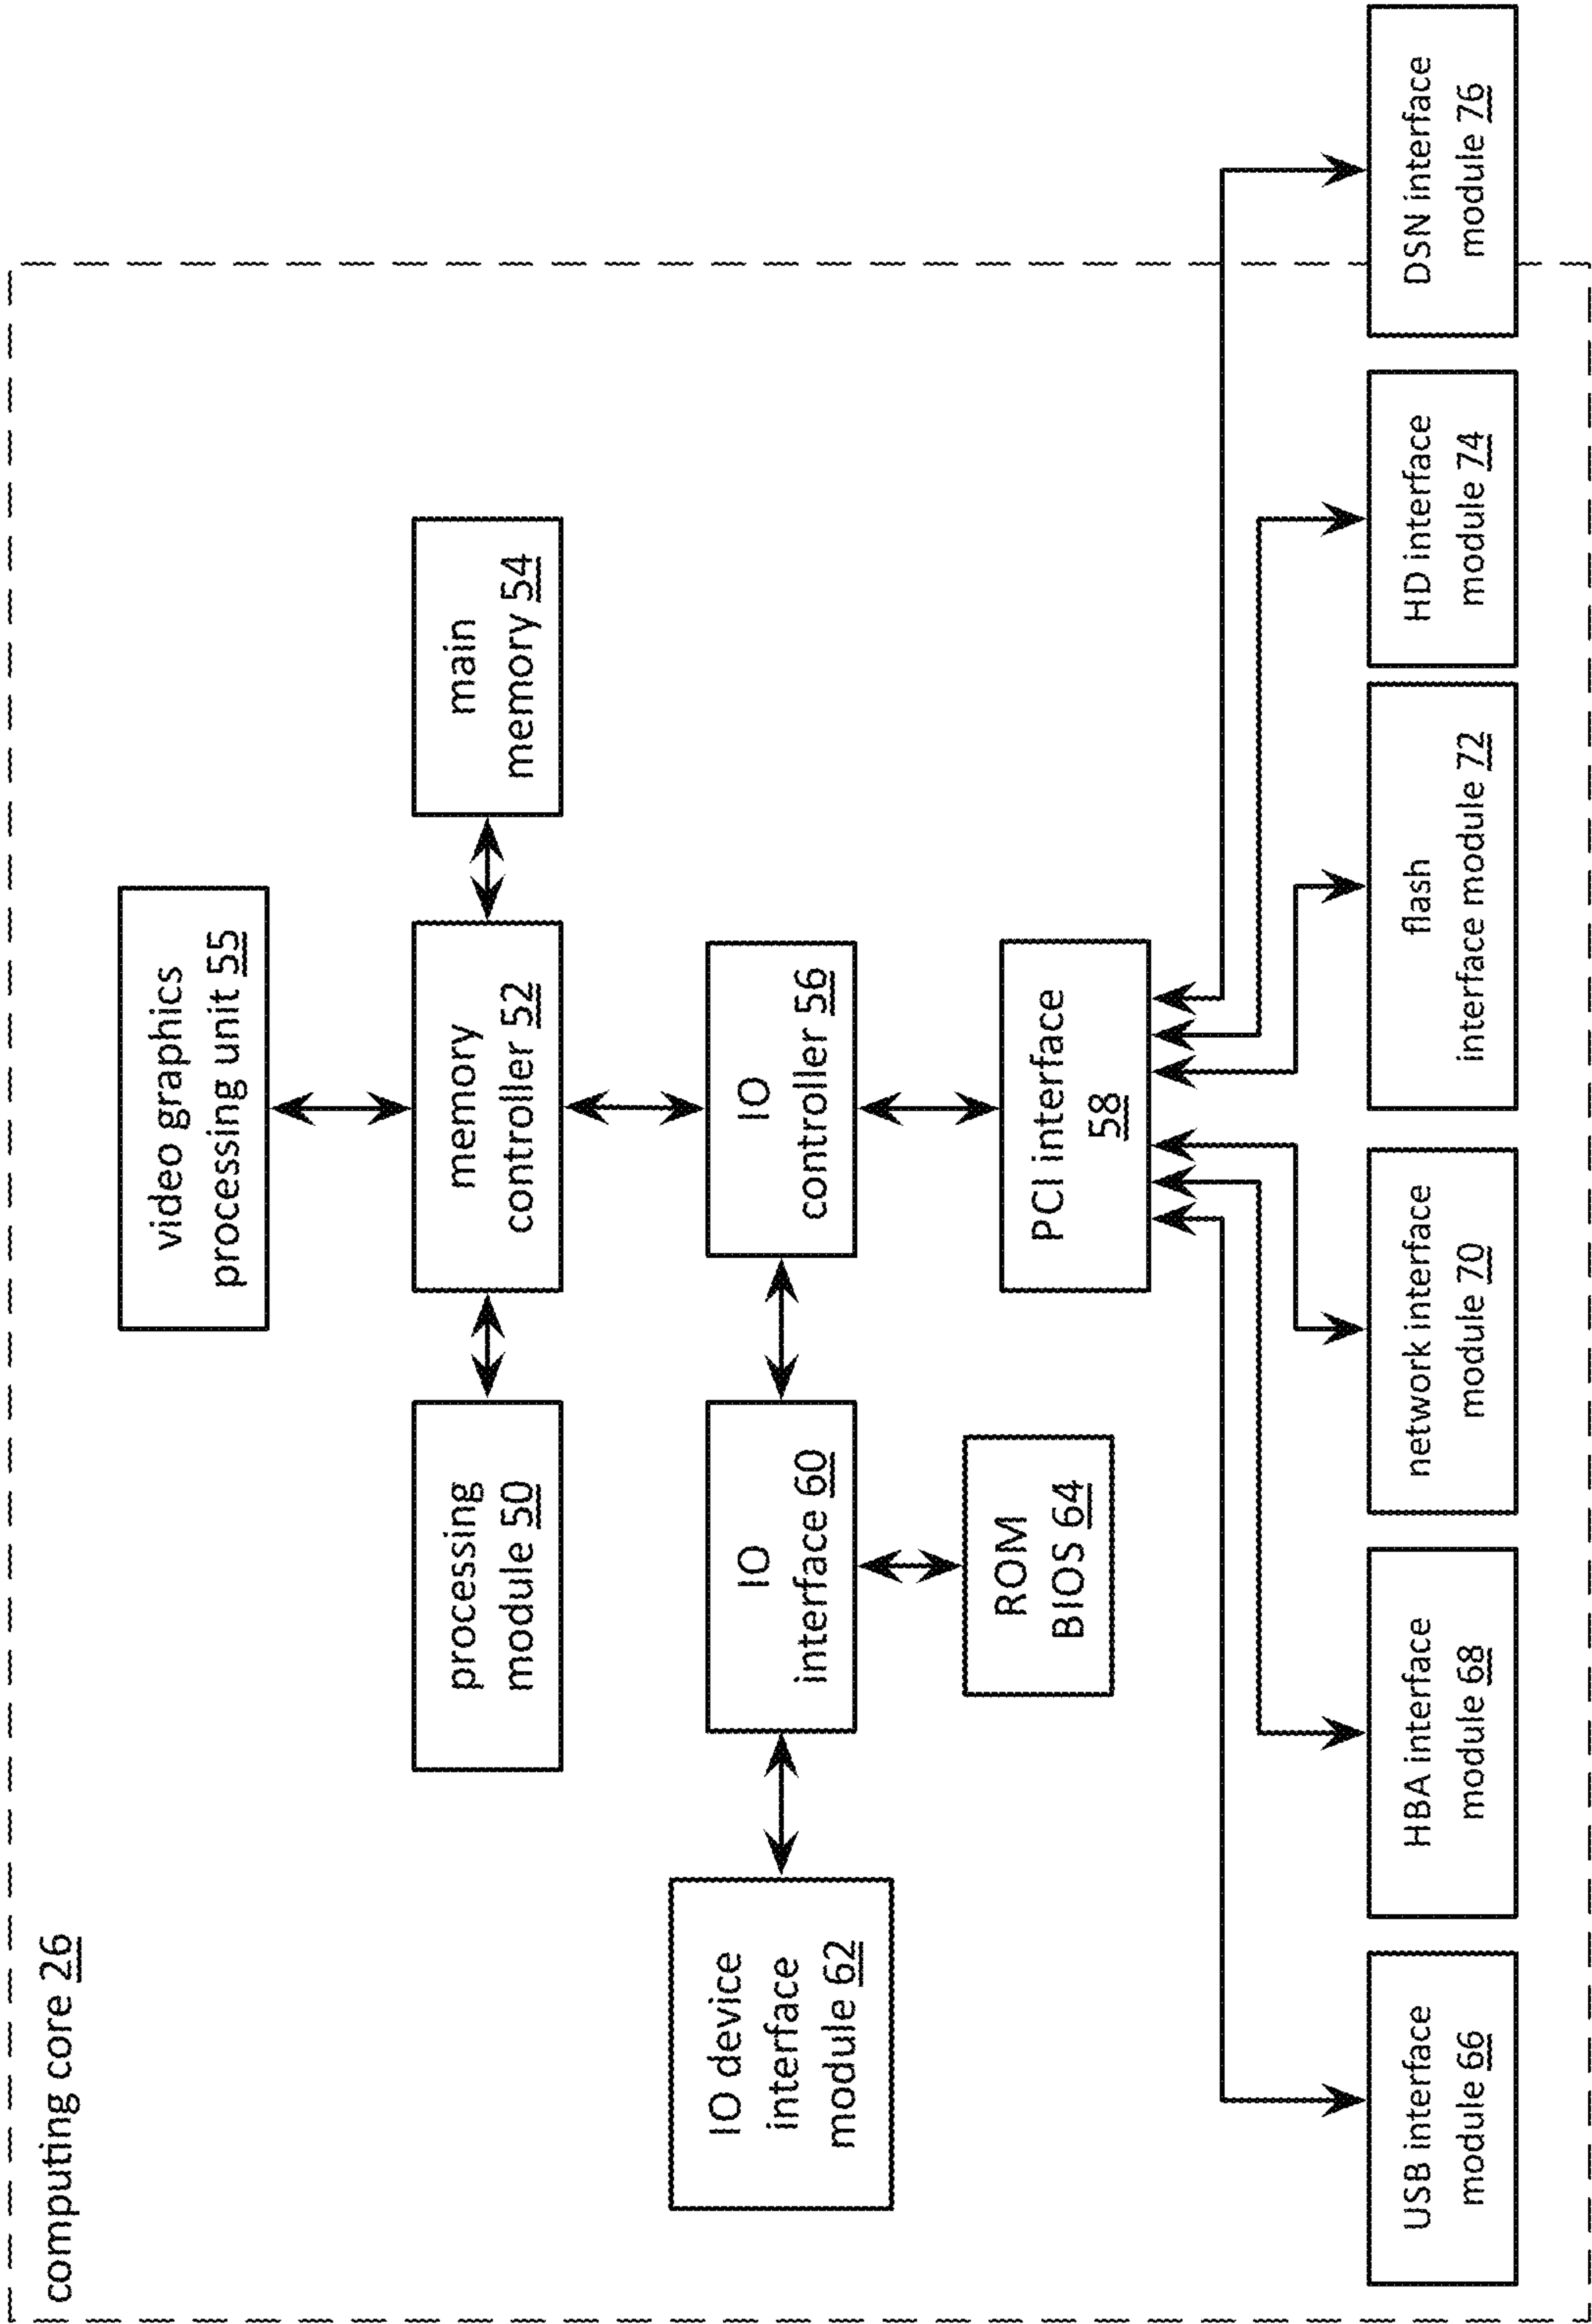 computing core 26
video graphics
processing unit 55
processing
module 50
memory
controller 52
main
memory 54
IO device
interface
module 62
IO
interface 60
IO
controller 56
ROM
BIOS 64
PCI interface
58
USB interface
module 66
HBA interface
module 68
network interface
module 70
flash
interface module 72
HD interface
module 74
DSN interface
module 76